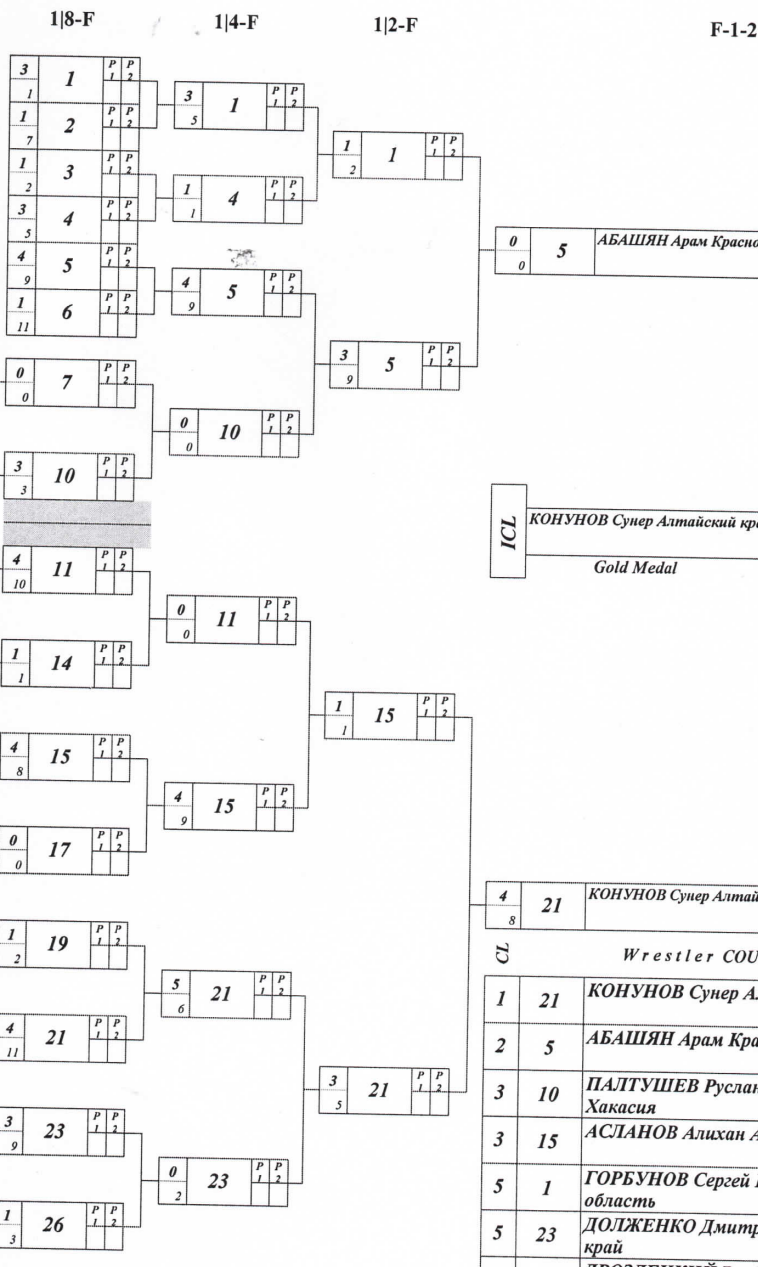 1|8-F 1|4-F 1|2-F F-1-2
3 1 1 P 1 P 2
1 7 2 P 1 P 2
1 2 3 P 1 P 2
3 5 4 P 1 P 2
4 9 5 P 1 P 2
1 11 6 P 1 P 2
0 0 7 P 1 P 2
3 3 10 P 1 P 2
4 10 11 P 1 P 2
1 1 14 P 1 P 2
4 8 15 P 1 P 2
0 0 17 P 1 P 2
1 2 19 P 1 P 2
4 11 21 P 1 P 2
3 9 23 P 1 P 2
1 3 26 P 1 P 2
3 5 1 P 1 P 2
1 1 4 P 1 P 2
4 9 5 P 1 P 2
0 0 10 P 1 P 2
0 0 11 P 1 P 2
4 9 15 P 1 P 2
5 6 21 P 1 P 2
0 2 23 P 1 P 2
1 2 1 P 1 P 2
3 9 5 P 1 P 2
1 1 15 P 1 P 2
3 5 21 P 1 P 2
0 0 5 АБАШЯН Арам Красно
ICL КОНУНОВ Сунер Алтайский кра
Gold Medal
4 8 21 КОНУНОВ Сунер Алтай
CL Wrestler COU
1 21 КОНУНОВ Сунер Ал
2 5 АБАШЯН Арам Кра
3 10 ПАЛТУШЕВ Руслан
Хакасия
3 15 АСЛАНОВ Алихан А
5 1 ГОРБУНОВ Сергей
область
5 23 ДОЛЖЕНКО Дмитр
край